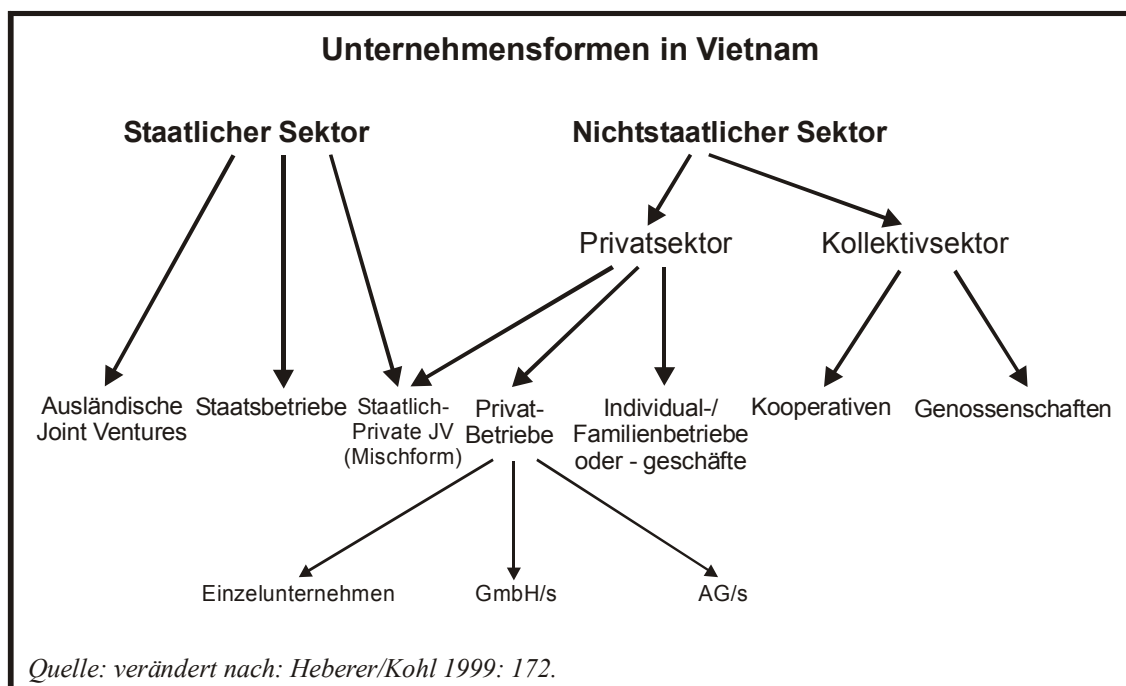 Unternehmensformen in Vietnam
Staatlicher Sektor
Nichtstaatlicher Sektor
Privatsektor
Kollektivsektor
Ausländische
Joint Ventures
Staatsbetriebe
Staatlich-
Private JV
(Mischform)
Privat-
Betriebe
Individual-/
Familienbetriebe
oder - geschäfte
Kooperativen
Genossenschaften
Einzelunternehmen
GmbH/s
AG/s
Quelle: verändert nach: Heberer/Kohl 1999: 172.